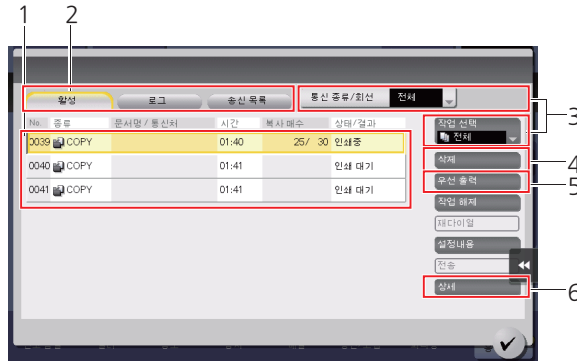 1 2
활성 로그 송신 목록 통신 종류/회선 전체
No. 종류 문서명 / 통신처 시간 복사매수 상태/결과
0039 COPY 01:40 25/ 30 인쇄중
0040 COPY 01:41 인쇄 대기
0041 COPY 01:41 인쇄 대기
작업 선택
전체
3
삭제
4
우선 출력
5
작업 해제
재다이얼
설정내용
전송
상세
6